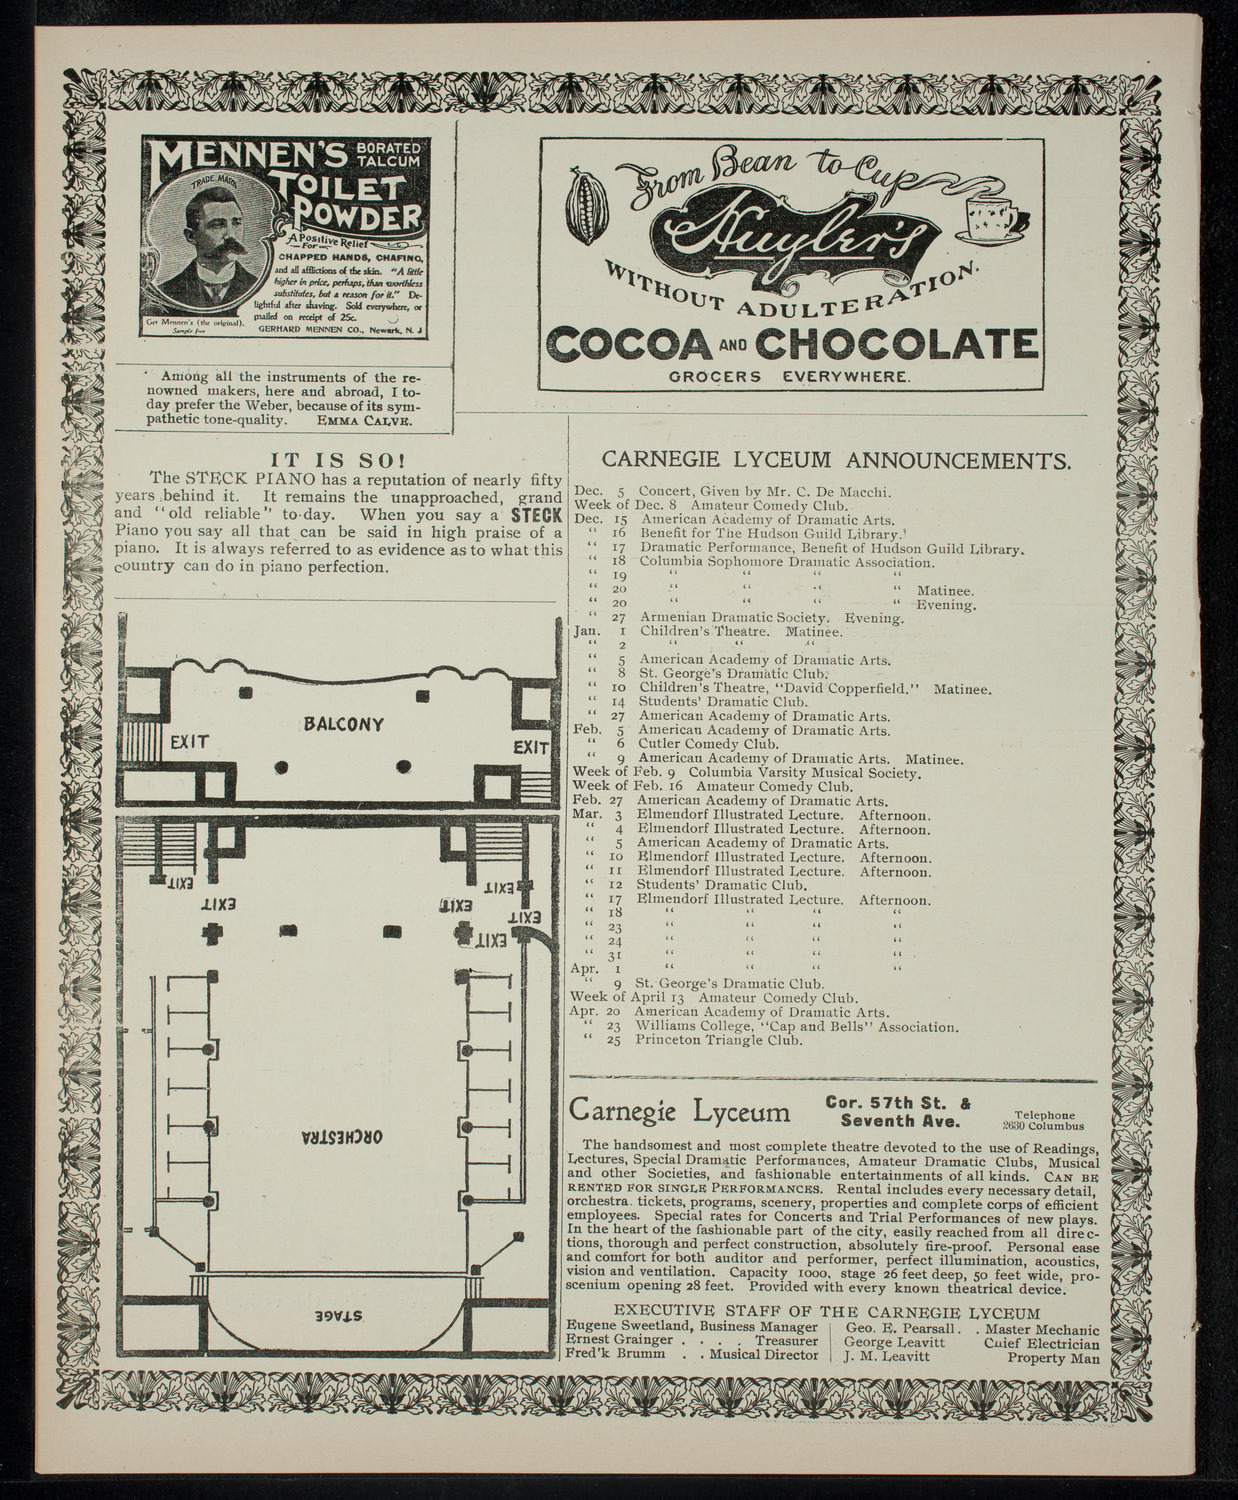 MENNEN'S BORATED
TALCUM
TOILET
POWDER
TRADE MARK
A Positive Relief
For
CHAPPED HANDS, CHAFING,
and all afflictions of the skin. "A little
higher in price, perhaps, than worthless
substitutes, but a reason for it." De-
lightful after shaving. Sold everywhere, or
mailed on receipt of 25c.
Get Mennen's (the original).
Sample free
GERHARD MENNEN CO., Newark, N. J
From Bean to Cup
Huyler's
WITHOUT ADULTERATION.
COCOA AND CHOCOLATE
GROCERS EVERYWHERE.
Among all the instruments of the re-
nowned makers, here and abroad, I to-
day prefer the Weber, because of its sym-
pathetic tone-quality. EMMA CALVE.
IT IS SO!
The STECK PIANO has a reputation of nearly fifty
years behind it. It remains the unapproached, grand
and "old reliable" to-day. When you say a STECK
Piano you say all that can be said in high praise of a
piano. It is always referred to as evidence as to what this
country can do in piano perfection.
BALCONY
EXIT
EXIT
EXIT
EXIT
EXIT
EXIT
EXIT
EXIT
ORCHESTRA
STAGE
CARNEGIE LYCEUM ANNOUNCEMENTS.
Dec. 5 Concert, Given by Mr. C. De Macchi.
Week of Dec. 8 Amateur Comedy Club.
Dec. 15 American Academy of Dramatic Arts.
" 16 Benefit for The Hudson Guild Library.
" 17 Dramatic Performance, Benefit of Hudson Guild Library.
" 18 Columbia Sophomore Dramatic Association.
" 19 " " " "
" 20 " " " " Matinee.
" 20 " " " " Evening.
" 27 Armenian Dramatic Society. Evening.
Jan. 1 Children's Theatre. Matinee.
" 2 " " "
" 5 American Academy of Dramatic Arts.
" 8 St. George's Dramatic Club.
" 10 Children's Theatre, "David Copperfield." Matinee.
" 14 Students' Dramatic Club.
" 27 American Academy of Dramatic Arts.
Feb. 5 American Academy of Dramatic Arts.
" 6 Cutler Comedy Club.
" 9 American Academy of Dramatic Arts. Matinee.
Week of Feb. 9 Columbia Varsity Musical Society.
Week of Feb. 16 Amateur Comedy Club.
Feb. 27 American Academy of Dramatic Arts.
Mar. 3 Elmendorf Illustrated Lecture. Afternoon.
" 4 Elmendorf Illustrated Lecture. Afternoon.
" 5 American Academy of Dramatic Arts.
" 10 Elmendorf Illustrated Lecture. Afternoon.
" 11 Elmendorf Illustrated Lecture. Afternoon.
" 12 Students' Dramatic Club.
" 17 Elmendorf Illustrated Lecture. Afternoon.
" 18 " " " "
" 23 " " " "
" 24 " " " "
" 31 " " " "
Apr. 1 " " " "
" 9 St. George's Dramatic Club.
Week of April 13 Amateur Comedy Club.
Apr. 20 American Academy of Dramatic Arts.
" 23 Williams College, "Cap and Bells" Association.
" 25 Princeton Triangle Club.
Carnegie Lyceum Cor. 57th St. &
Seventh Ave.
Telephone
2630 Columbus
The handsomest and most complete theatre devoted to the use of Readings,
Lectures, Special Dramatic Performances, Amateur Dramatic Clubs, Musical
and other Societies, and fashionable entertainments of all kinds. CAN BE
RENTED FOR SINGLE PERFORMANCES. Rental includes every necessary detail,
orchestra. tickets, programs, scenery, properties and complete corps of efficient
employees. Special rates for Concerts and Trial Performances of new plays.
In the heart of the fashionable part of the city, easily reached from all direc-
tions, thorough and perfect construction, absolutely fire-proof. Personal ease
and comfort for both auditor and performer, perfect illumination, acoustics,
vision and ventilation. Capacity 1000, stage 26 feet deep, 50 feet wide, pro-
scenium opening 28 feet. Provided with every known theatrical device.
EXECUTIVE STAFF OF THE CARNEGIE LYCEUM
Eugene Sweetland, Business Manager | Geo. E. Pearsall . . Master Mechanic
Ernest Grainger . . . . Treasurer | George Leavitt Chief Electrician
Fred'k Brumm . . Musical Director | J. M. Leavitt Property Man